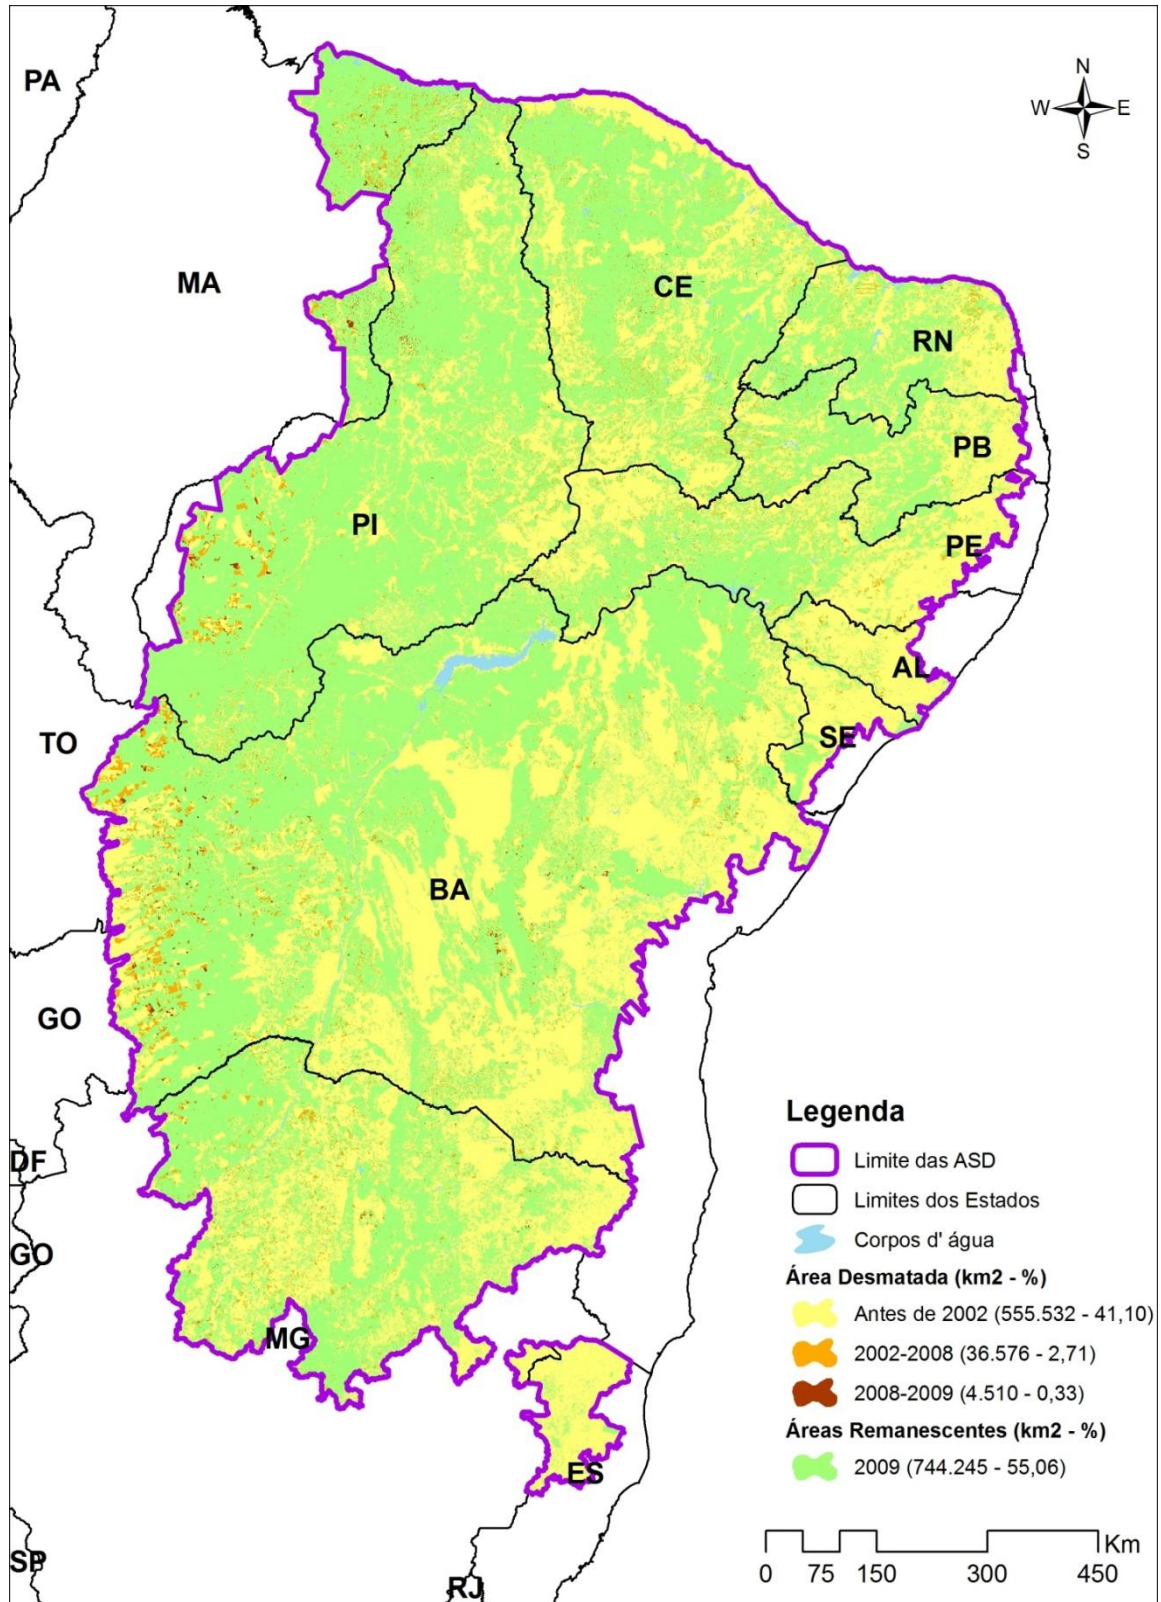 N
W E
S
PA
MA
CE
RN
PB
PI
PE
AL
SE
TO
BA
GO
DF
GO
MG
ES
SP
RJ
Legenda
Limite das ASD
Limites dos Estados
Corpos d' água
Área Desmatada (km2 - %)
Antes de 2002 (555.532 - 41,10)
2002-2008 (36.576 - 2,71)
2008-2009 (4.510 - 0,33)
Áreas Remanescentes (km2 - %)
2009 (744.245 - 55,06)
Km
0 75 150 300 450